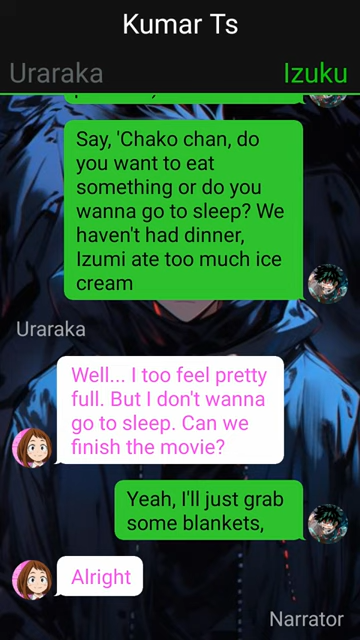 Kumar Ts
Uraraka Izuku
Say, 'Chako chan, do
you want to eat
something or do you
wanna go to sleep? We
haven't had dinner,
Izumi ate too much ice
cream
Uraraka
Well... I too feel pretty
full. But I don't wanna
go to sleep. Can we
finish the movie?
Yeah, I'll just grab
some blankets,
Alright
Narrator